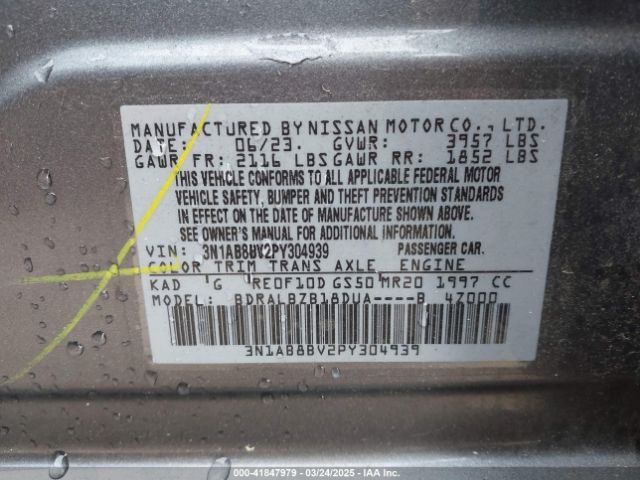 MANUFACTURED BY NISSAN MOTOR CO., LTD.
DATE: 06/23. GVWR: 3957 LBS
GAWR FR: 2116 LBS GAWR RR: 1852 LBS
THIS VEHICLE CONFORMS TO ALL APPLICABLE FEDERAL MOTOR
VEHICLE SAFETY, BUMPER AND THEFT PREVENTION STANDARDS
IN EFFECT ON THE DATE OF MANUFACTURE SHOWN ABOVE.
SEE OWNER'S MANUAL FOR ADDITIONAL INFORMATION.
VIN: 3N1AB8BV2PY304939 PASSENGER CAR.
COLOR TRIM TRANS AXLE ENGINE
KAD G RE0F10D GS50 MR20 1997 CC
MODEL: BDRALBZB18DUA----B 4Z000
3N1AB8BV2PY304939
000-41847979 | 03/24/2025 | IAA Inc.